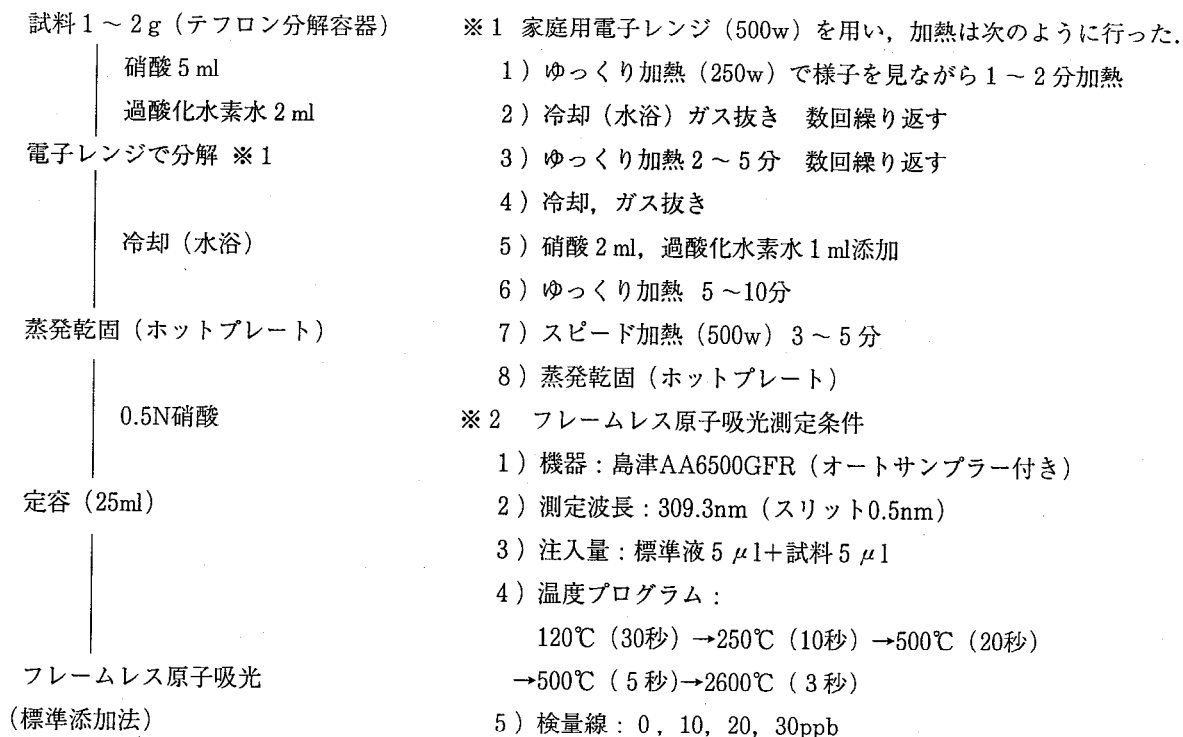 試料1～2g(テフロン分解容器)
硝酸5ml
過酸化水素水2ml
電子レンジで分解 ※1
冷却(水浴)
蒸発乾固(ホットプレート)
0.5N硝酸
定容(25ml)
フレームレス原子吸光
(標準添加法)
※1 家庭用電子レンジ(500w)を用い,加熱は次のように行った.
1)ゆっくり加熱(250w)で様子を見ながら1～2分加熱
2)冷却(水浴)ガス抜き 数回繰り返す
3)ゆっくり加熱2～5分 数回繰り返す
4)冷却,ガス抜き
5)硝酸2ml,過酸化水素水1ml添加
6)ゆっくり加熱 5～10分
7)スピード加熱(500w)3～5分
8)蒸発乾固(ホットプレート)
※2 フレームレス原子吸光測定条件
1)機器:島津AA6500GFR(オートサンプラー付き)
2)測定波長:309.3nm(スリット0.5nm)
3)注入量:標準液5μl+試料5μl
4)温度プログラム:
120℃(30秒)→250℃(10秒)→500℃(20秒)
→500℃(5秒)→2600℃(3秒)
5)検量線:0,10,20,30ppb